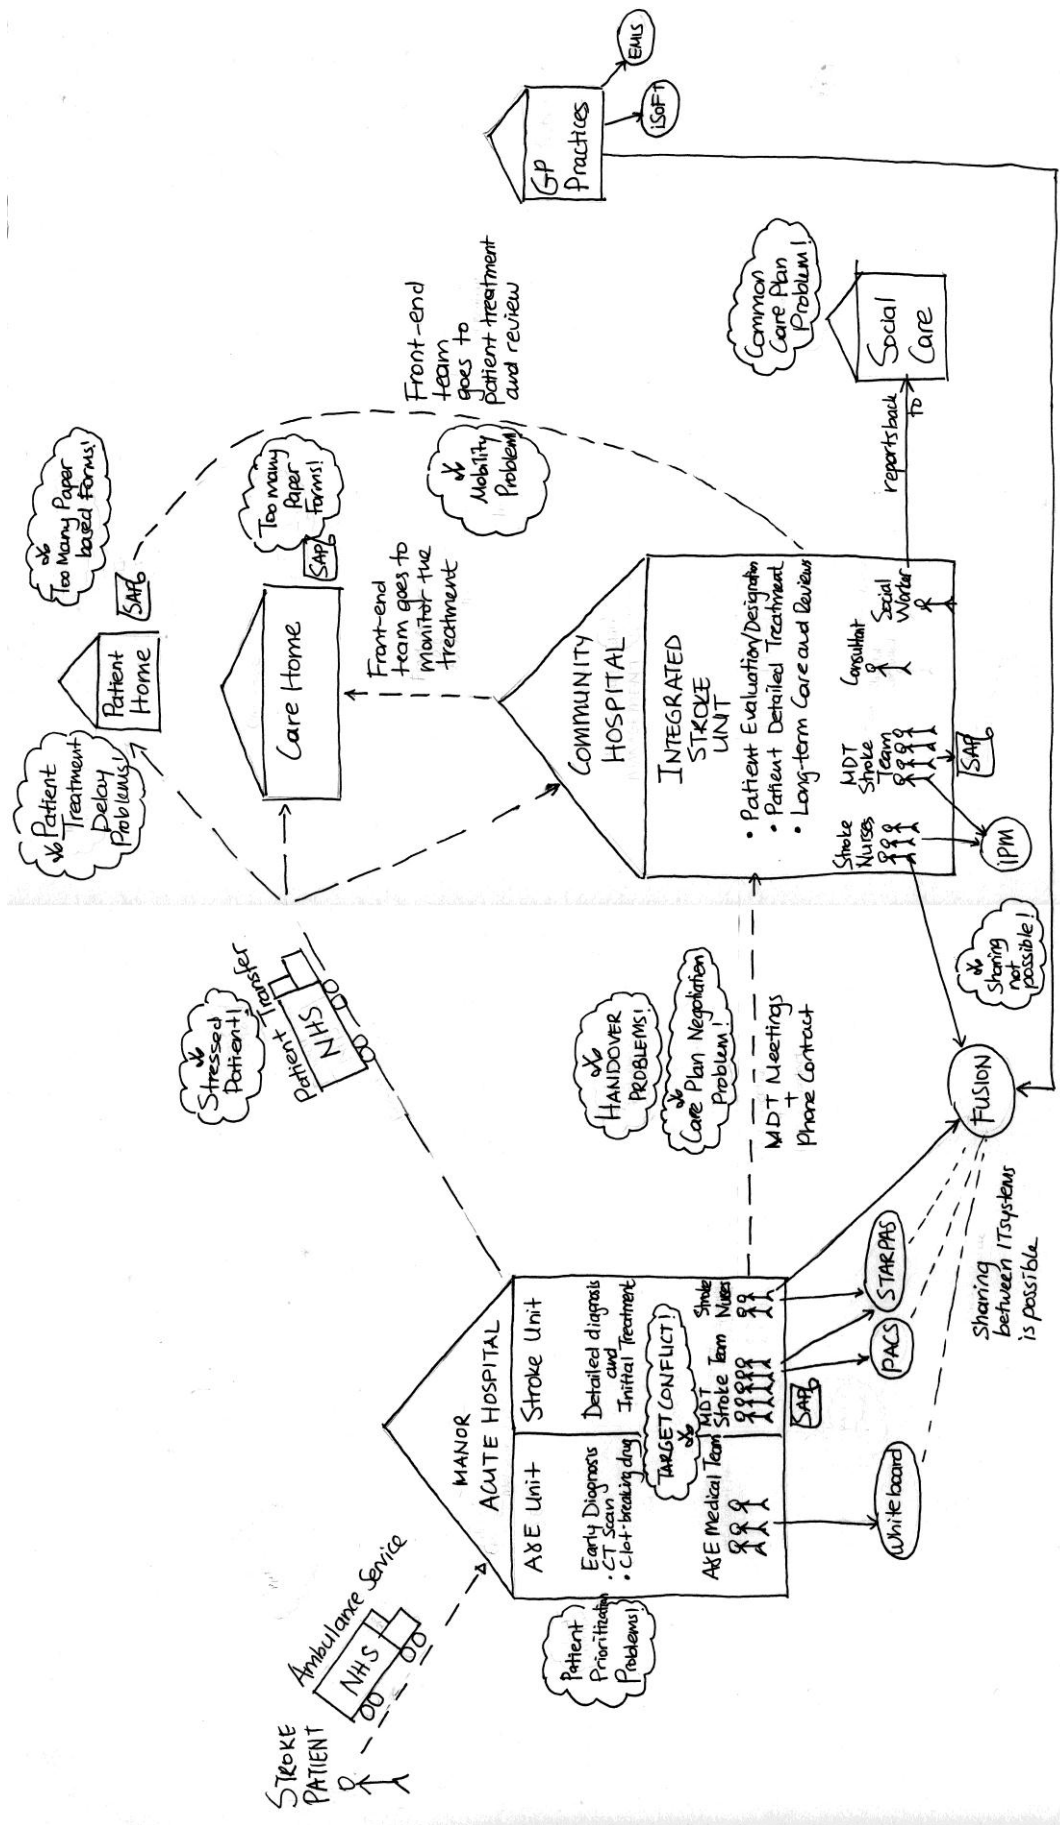 STROKE
PATIENT
Ambulance Service
NHS
Patient
Prioritization
Problems!
MANOR
ACUTE HOSPITAL
A&E Unit
Early Diagnosis
• CT Scan
• Clot-breaking drug
A&E Medical Team
Stroke Unit
Detailed diagnosis
and
Initial Treatment
TARGET CONFLICT!
MDT
Stroke Team
Stroke
Nurses
SAP
Whiteboard
PACS
STARPAS
FUSION
Sharing
between IT systems
is possible
Stressed
Patient!
Patient Transfer
NHS
HANDOVER
PROBLEMS!
Care Plan Negotiation
Problem!
MDT Meetings
+
Phone Contact
Sharing
not
possible!
Patient
Treatment
Delay
Problems!
Patient
Home
SAP
Too Many Paper
based Forms!
Care Home
SAP
Too many
Paper
Forms!
Front-end
team goes to
monitor the
treatment
Front-end
team
goes to
patient treatment
and review
Mobility
Problem!
COMMUNITY
HOSPITAL
INTEGRATED
STROKE
UNIT
• Patient Evaluation/Designation
• Patient Detailed Treatment
• Long-term Care and Reviews
Stroke
Nurses
MDT
Stroke
Team
Consultant
Social
Worker
iPM
SAP
reports back
to
Social
Care
Common
Care Plan
Problem!
GP
Practices
iSOFT
EMIS